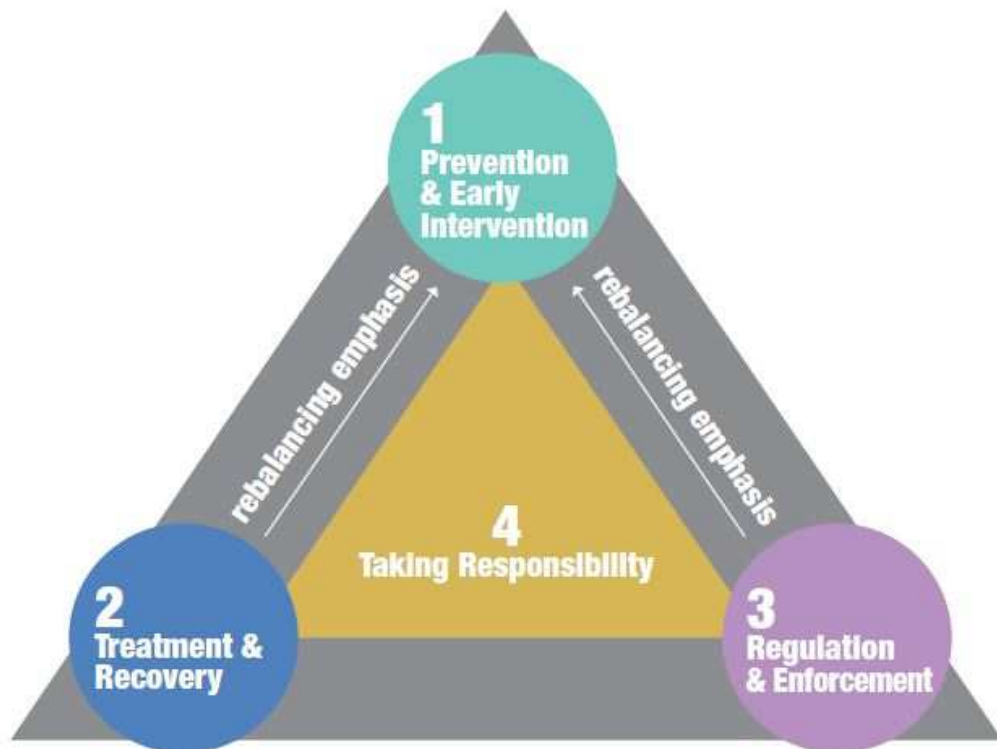 1
Prevention
& Early
Intervention
rebalancing emphasis
rebalancing emphasis
4
Taking Responsibility
2
Treatment &
Recovery
3
Regulation
& Enforcement